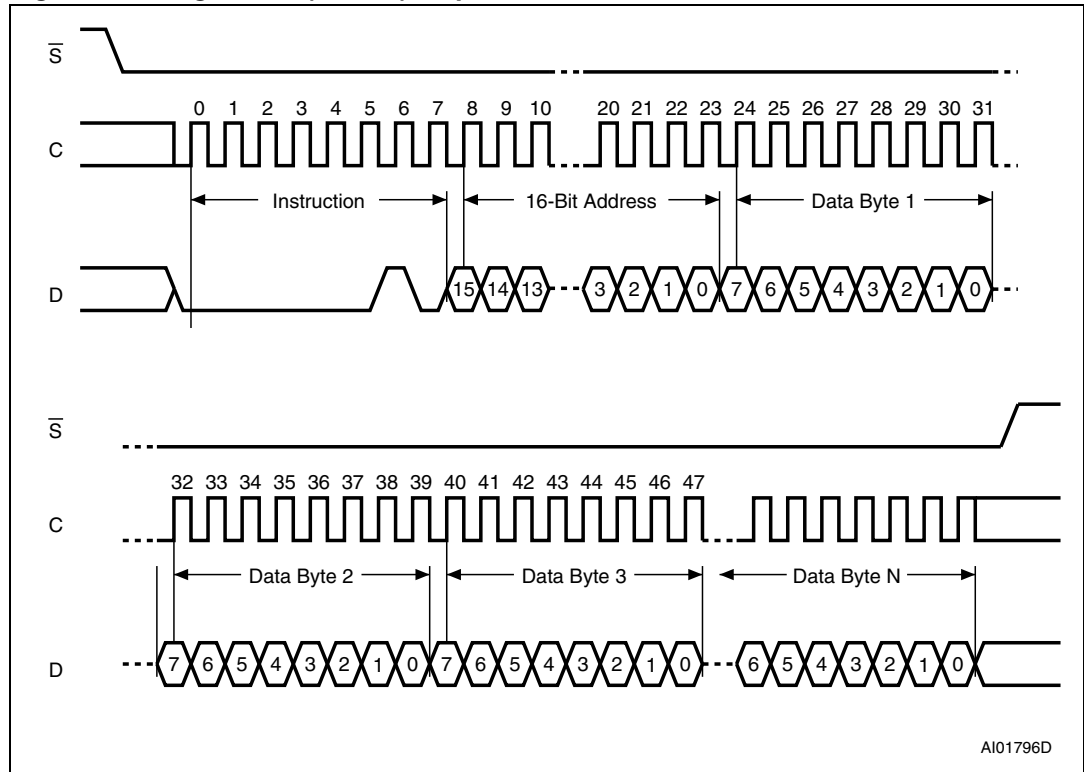 S
0 1 2 3 4 5 6 7 8 9 10 20 21 22 23 24 25 26 27 28 29 30 31
C
Instruction 16-Bit Address Data Byte 1
D 15 14 13 3 2 1 0 7 6 5 4 3 2 1 0
S
32 33 34 35 36 37 38 39 40 41 42 43 44 45 46 47
C
Data Byte 2 Data Byte 3 Data Byte N
D 7 6 5 4 3 2 1 0 7 6 5 4 3 2 1 0 6 5 4 3 2 1 0
AI01796D